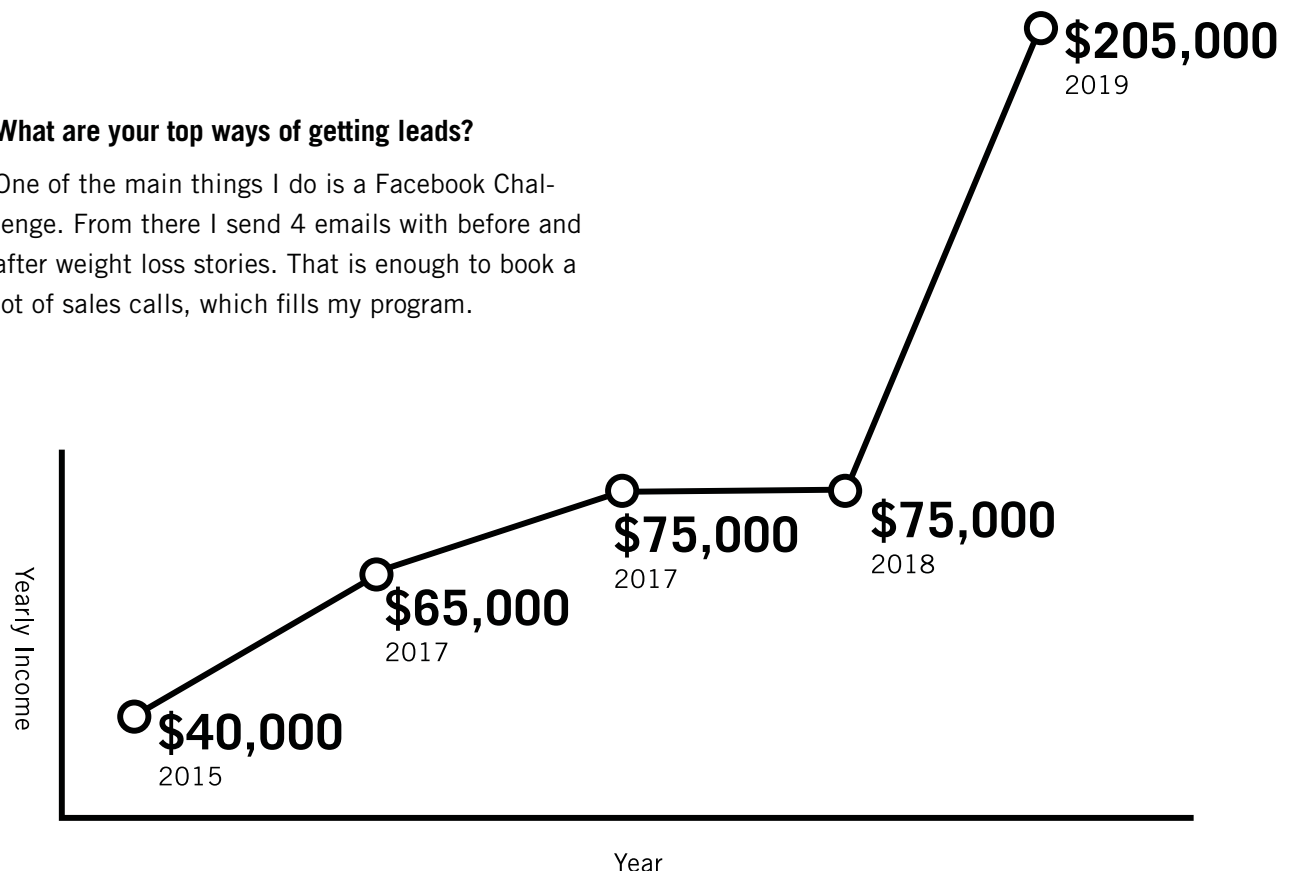 $205,000
2019
What are your top ways of getting leads?
One of the main things I do is a Facebook Chal-
enge. From there I send 4 emails with before and
after weight loss stories. That is enough to book a
ot of sales calls, which fills my program.
$75,000
2018
$75,000
2017
$65,000
2017
$40,000
2015
Yearly Income
Year